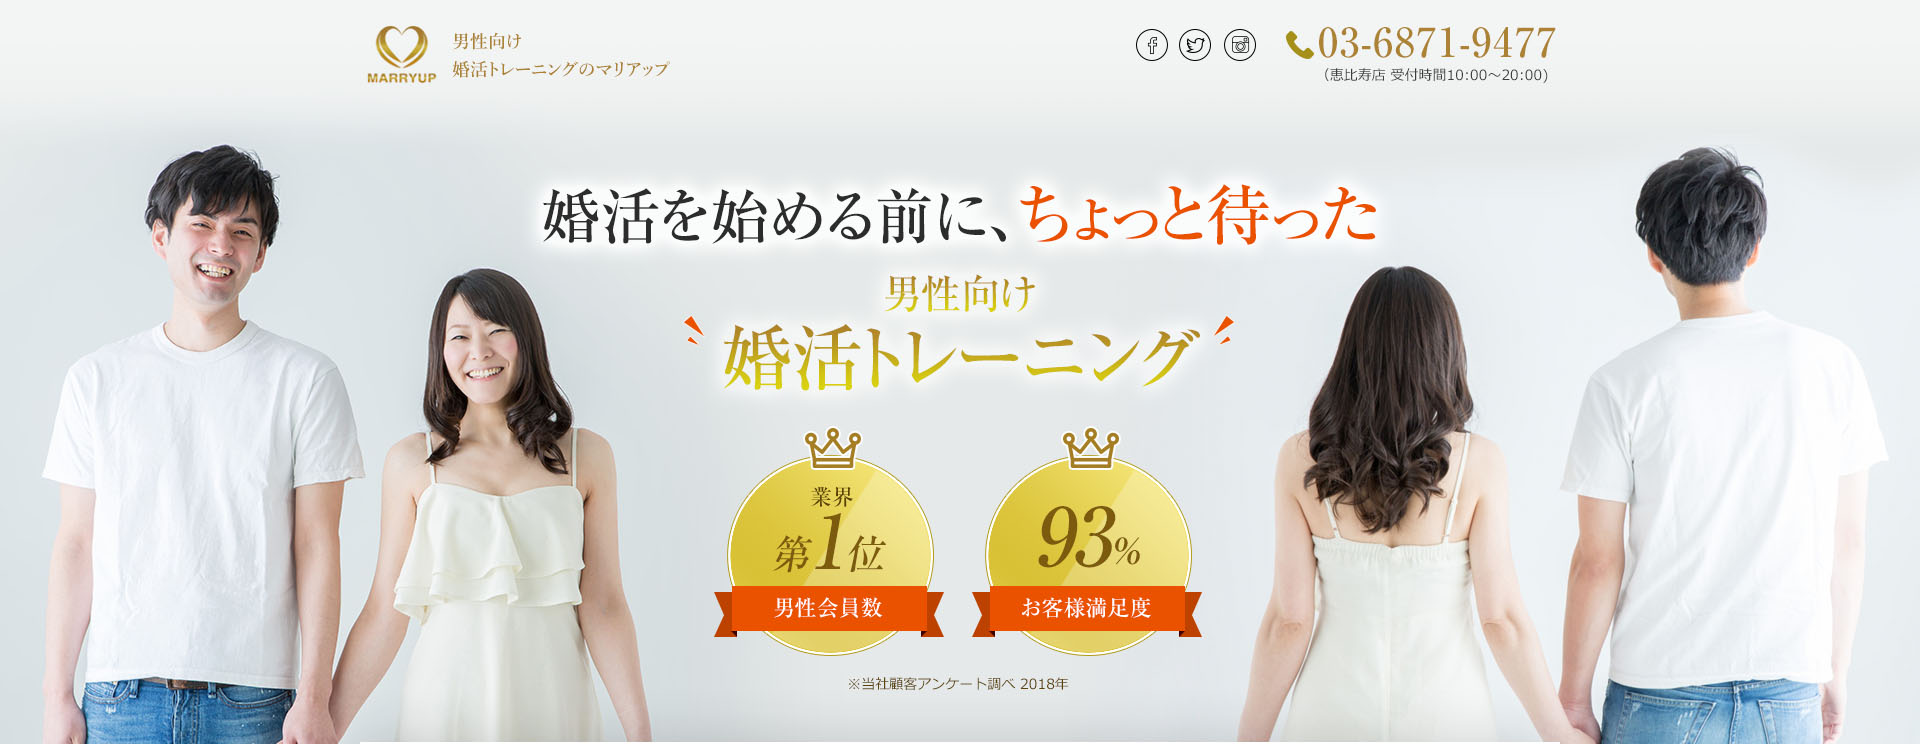 MARRYUP
男性向け
婚活トレーニングのマリアップ
03-6871-9477
(恵比寿店 受付時間10:00～20:00)
婚活を始める前に、ちょっと待った
男性向け
婚活トレーニング
業界
第1位
男性会員数
93%
お客様満足度
※当社顧客アンケート調べ 2018年